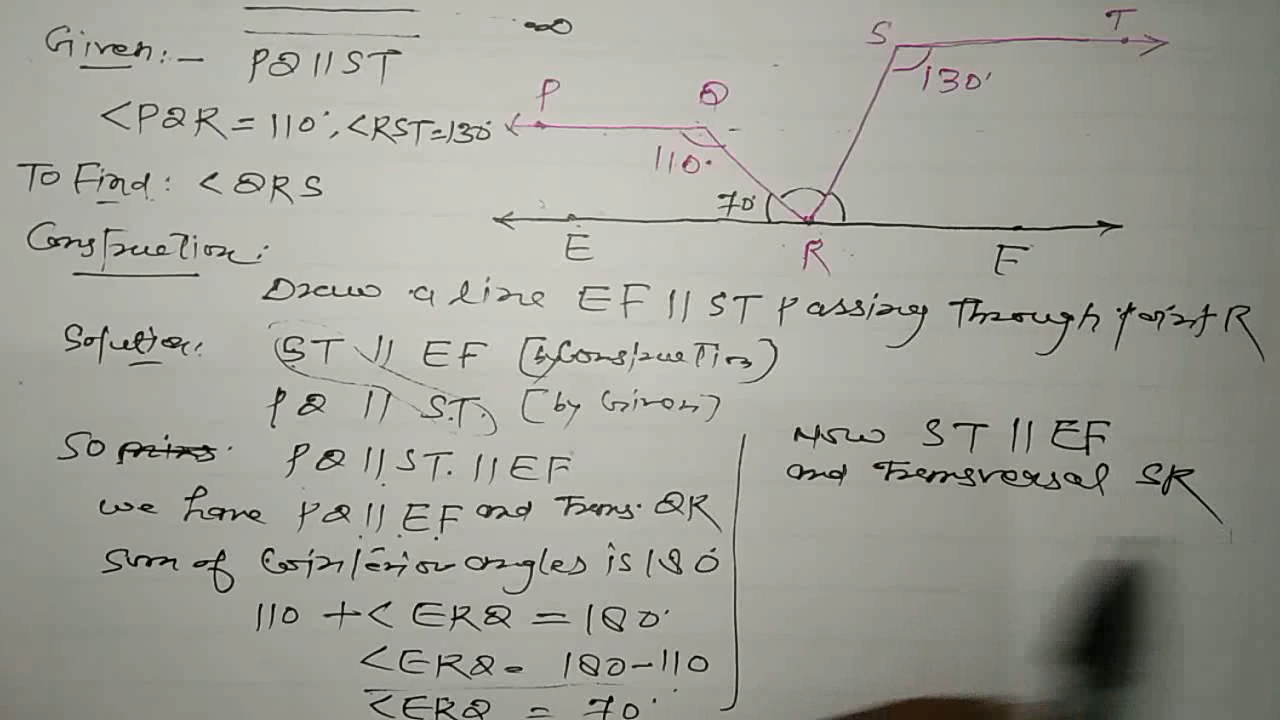 Given:- PQ || ST
<PQR = 110°, <RST = 130°
To Find: < QRS
Construction:
Draw a line EF || ST passing through point R
Solution: ST || EF (by Construction)
PQ || S.T. (by Given)
So PQ || ST. || EF
we have PQ || EF and Trans. QR
Sum of Cointerior angles is 180
110 + < ERQ = 180°
<ERQ = 180-110
<ERQ = 70°
Now ST || EF
and Transversal SR
S
T
130°
P
Q
110°
70°
E
R
F